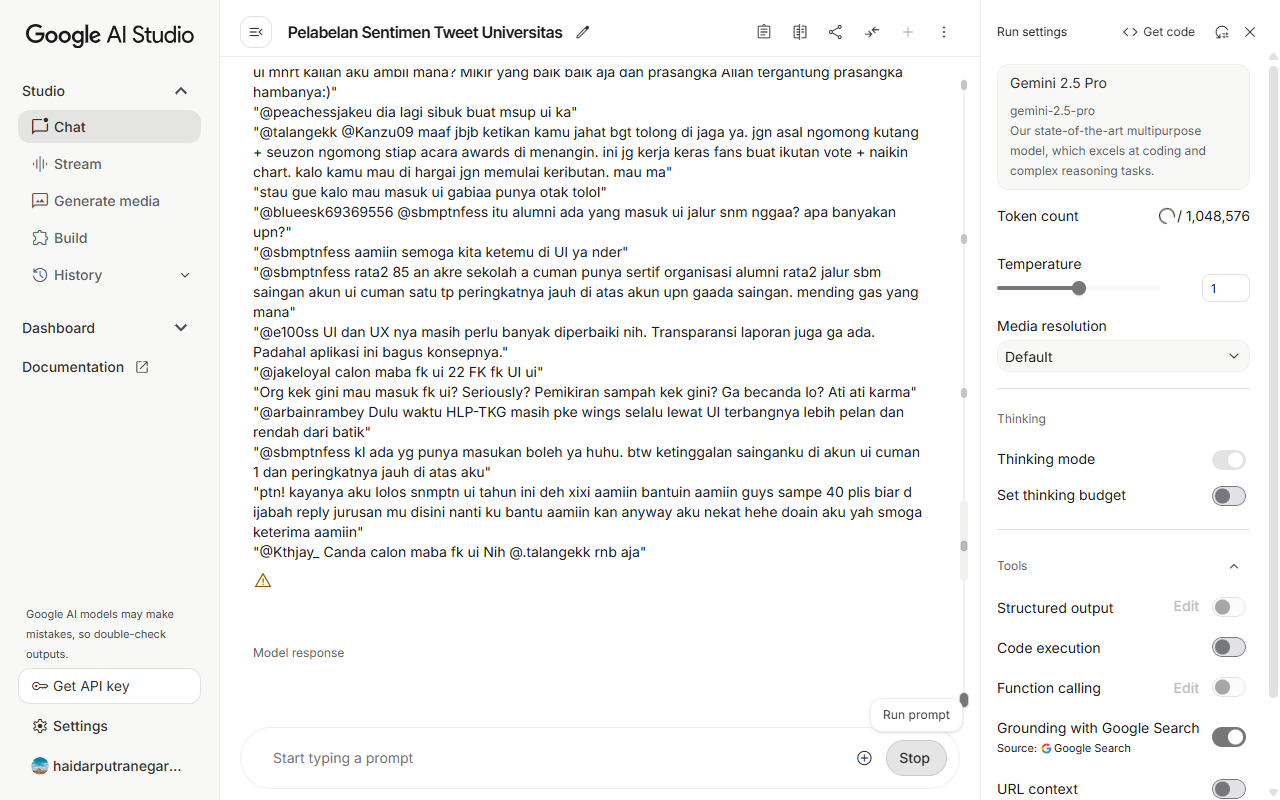 Google AI Studio
Studio
Chat
Stream
Generate media
Build
History
Dashboard
Documentation
Google AI models may make
mistakes, so double-check
outputs.
Get API key
Settings
haidarputranegar...
Pelabelan Sentimen Tweet Universitas
ui mnrt kalian aku ambil mana? Mikir yang baik baik aja dan prasangka Allah tergantung prasangka
hambanya:)"
"@peachessjakeu dia lagi sibuk buat msup ui ka"
"@talangekk @Kanzu09 maaf jbjb ketikan kamu jahat bgt tolong di jaga ya. jgn asal ngomong kutang
+ seuzon ngomong stiap acara awards di menangin. ini jg kerja keras fans buat ikutan vote + naikin
chart. kalo kamu mau di hargai jgn memulai keributan. mau ma"
"stau gue kalo mau masuk ui gabiaa punya otak tolol"
"@blueesk69369556 @sbmptnfess itu alumni ada yang masuk ui jalur snm nggaa? apa banyakan
upn?"
"@sbmptnfess aamiin semoga kita ketemu di UI ya nder"
"@sbmptnfess rata2 85 an akre sekolah a cuman punya sertif organisasi alumni rata2 jalur sbm
saingan akun ui cuman satu tp peringkatnya jauh di atas akun upn gaada saingan. mending gas yang
mana"
"@e100ss UI dan UX nya masih perlu banyak diperbaiki nih. Transparansi laporan juga ga ada.
Padahal aplikasi ini bagus konsepnya."
"@jakeloyal calon maba fk ui 22 FK fk UI ui"
"Org kek gini mau masuk fk ui? Seriously? Pemikiran sampah kek gini? Ga becanda lo? Ati ati karma"
"@arbainrambey Dulu waktu HLP-TKG masih pke wings selalu lewat UI terbangnya lebih pelan dan
rendah dari batik"
"@sbmptnfess kl ada yg punya masukan boleh ya huhu. btw ketinggalan sainganku di akun ui cuman
1 dan peringkatnya jauh di atas aku"
"ptn! kayanya aku lolos snmptn ui tahun ini deh xixi aamiin bantuin aamiin guys sampe 40 plis biar d
ijabah reply jurusan mu disini nanti ku bantu aamiin kan anyway aku nekat hehe doain aku yah smoga
keterima aamiin"
"@Kthjay_ Canda calon maba fk ui Nih @.talangekk rnb aja"
Model response
Run prompt
Start typing a prompt
Stop
Run settings
Get code
Gemini 2.5 Pro
gemini-2.5-pro
Our state-of-the-art multipurpose
model, which excels at coding and
complex reasoning tasks.
Token count
/ 1,048,576
Temperature
1
Media resolution
Default
Thinking
Thinking mode
Set thinking budget
Tools
Structured output
Edit
Code execution
Function calling
Edit
Grounding with Google Search
Source: Google Search
URL context